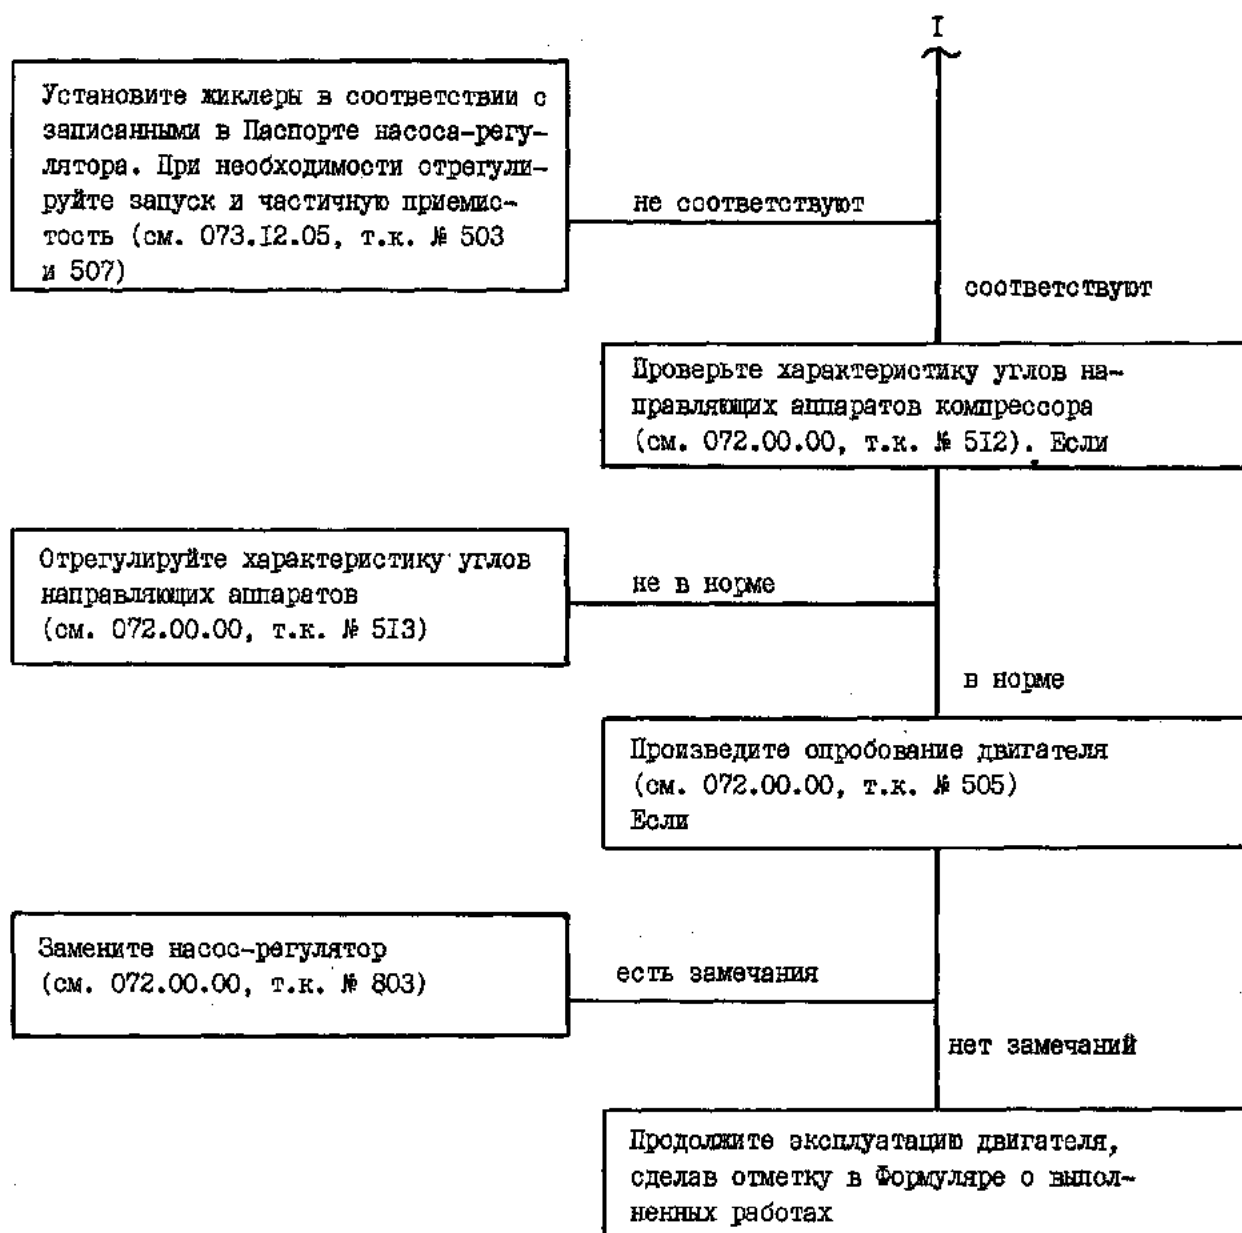 I
Установите жиклеры в соответствии с
записанными в Паспорте насоса-регу-
лятора. При необходимости отрегули-
руйте запуск и частичную приемис-
тость (см. 073.I2.05, т.к. № 503
и 507)
не соответствуют
соответствуют
Проверьте характеристику углов на-
правляющих аппаратов компрессора
(см. 072.00.00, т.к. № 5I2). Если
Отрегулируйте характеристику углов
направляющих аппаратов
(см. 072.00.00, т.к. № 5I3)
не в норме
в норме
Произведите опробование двигателя
(см. 072.00.00, т.к. № 505)
Если
Замените насос-регулятор
(см. 072.00.00, т.к. № 803)
есть замечания
нет замечаний
Продолжите эксплуатацию двигателя,
сделав отметку в Формуляре о выпол-
ненных работах